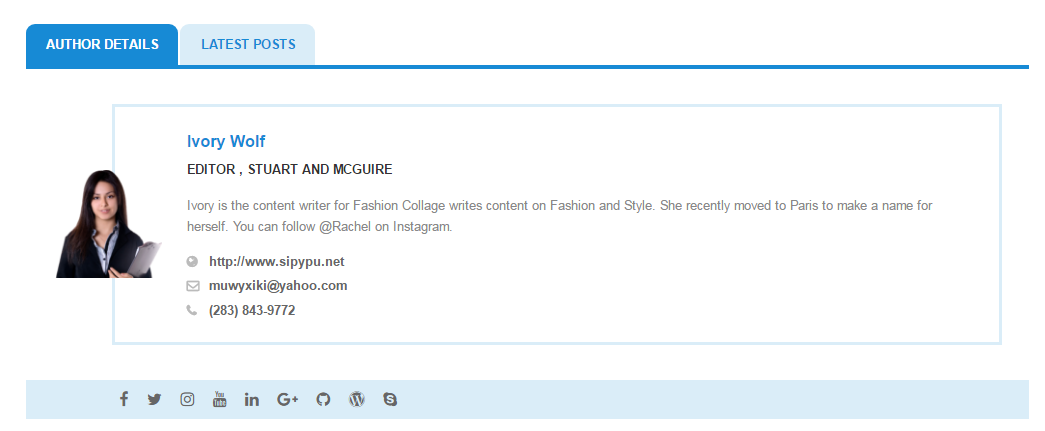 AUTHOR DETAILS
LATEST POSTS
Ivory Wolf
EDITOR , STUART AND MCGUIRE
Ivory is the content writer for Fashion Collage writes content on Fashion and Style. She recently moved to Paris to make a name for
herself. You can follow @Rachel on Instagram.
http://www.sipypu.net
muwyxiki@yahoo.com
(283) 843-9772